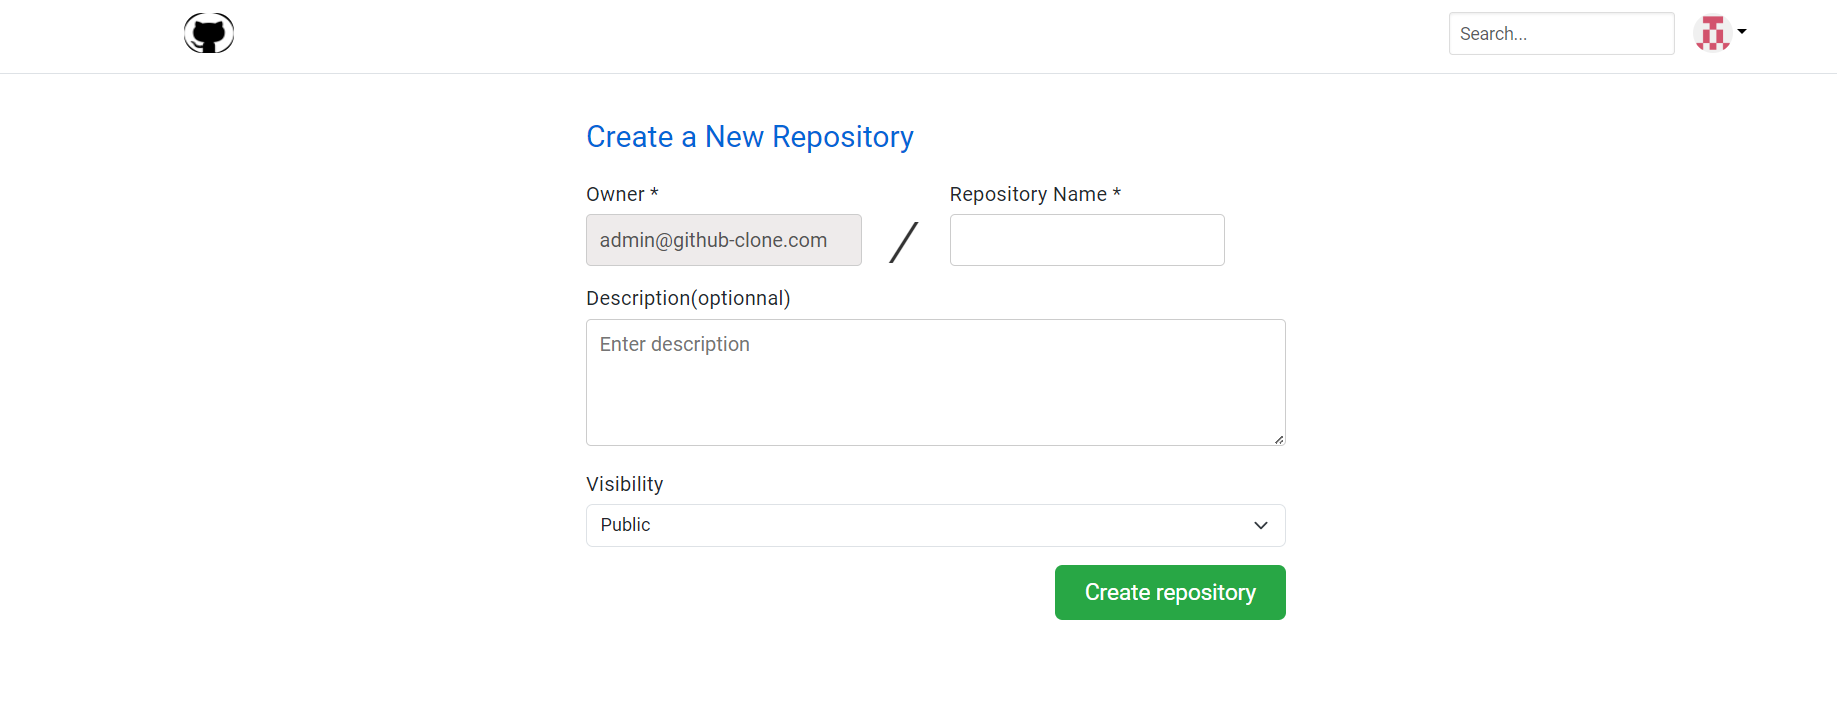 Search...
Create a New Repository
Owner *
Repository Name *
admin@github-clone.com
/
Description(optionnal)
Enter description
Visibility
Public
Create repository